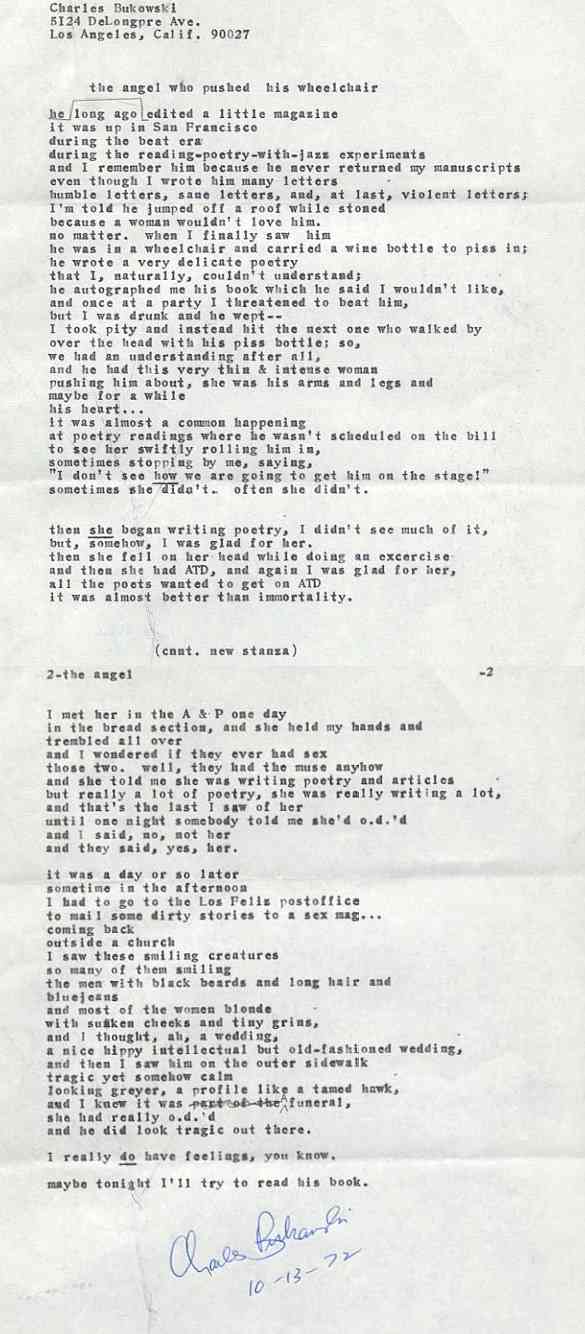 Charles Bukowski
5124 DeLongpre Ave.
Los Angeles, Calif. 90027
the angel who pushed his wheelchair
he long ago edited a little magazine
it was up in San Francisco
during the beat era
during the reading-poetry-with-jazz experiments
and I remember him because he never returned my manuscripts
even though I wrote him many letters
humble letters, sane letters, and, at last, violent letters;
I'm told he jumped off a roof while stoned
because a woman wouldn't love him.
no matter. when I finally saw him
he was in a wheelchair and carried a wine bottle to piss in;
he wrote a very delicate poetry
that I, naturally, couldn't understand;
he autographed me his book which he said I wouldn't like,
and once at a party I threatened to beat him,
but I was drunk and he wept--
I took pity and instead hit the next one who walked by
over the head with his piss bottle; so,
we had an understanding after all,
and he had this very thin & intense woman
pushing him about, she was his arms and legs and
maybe for a while
his heart...
it was almost a common happening
at poetry readings where he wasn't scheduled on the bill
to see her swiftly rolling him in,
sometimes stopping by me, saying,
"I don't see how we are going to get him on the stage!"
sometimes she didn't. often she didn't.
then she began writing poetry, I didn't see much of it,
but, somehow, I was glad for her.
then she fell on her head while doing an excercise
and then she had ATD, and again I was glad for her,
all the poets wanted to get on ATD
it was almost better than immortality.
(cnnt. new stanza)
2-the angel -2
I met her in the A & P one day
in the bread section, and she held my hands and
trembled all over
and I wondered if they ever had sex
those two. well, they had the muse anyhow
and she told me she was writing poetry and articles
but really a lot of poetry, she was really writing a lot,
and that's the last I saw of her
until one night somebody told me she'd o.d.'d
and I said, no, not her
and they said, yes, her.
it was a day or so later
sometime in the afternoon
I had to go to the Los Feliz postoffice
to mail some dirty stories to a sex mag...
coming back
outside a church
I saw these smiling creatures
so many of them smiling
the men with black beards and long hair and
bluejeans
and most of the women blonde
with sunken cheeks and tiny grins,
and I thought, ah, a wedding,
a nice hippy intellectual but old-fashioned wedding,
and then I saw him on the outer sidewalk
tragic yet somehow calm
looking greyer, a profile like a tamed hawk,
and I knew it was part of the A funeral,
she had really o.d.'d
and he did look tragic out there.
I really do have feelings, you know.
maybe tonight I'll try to read his book.
Charles Bukowski
10-13-72